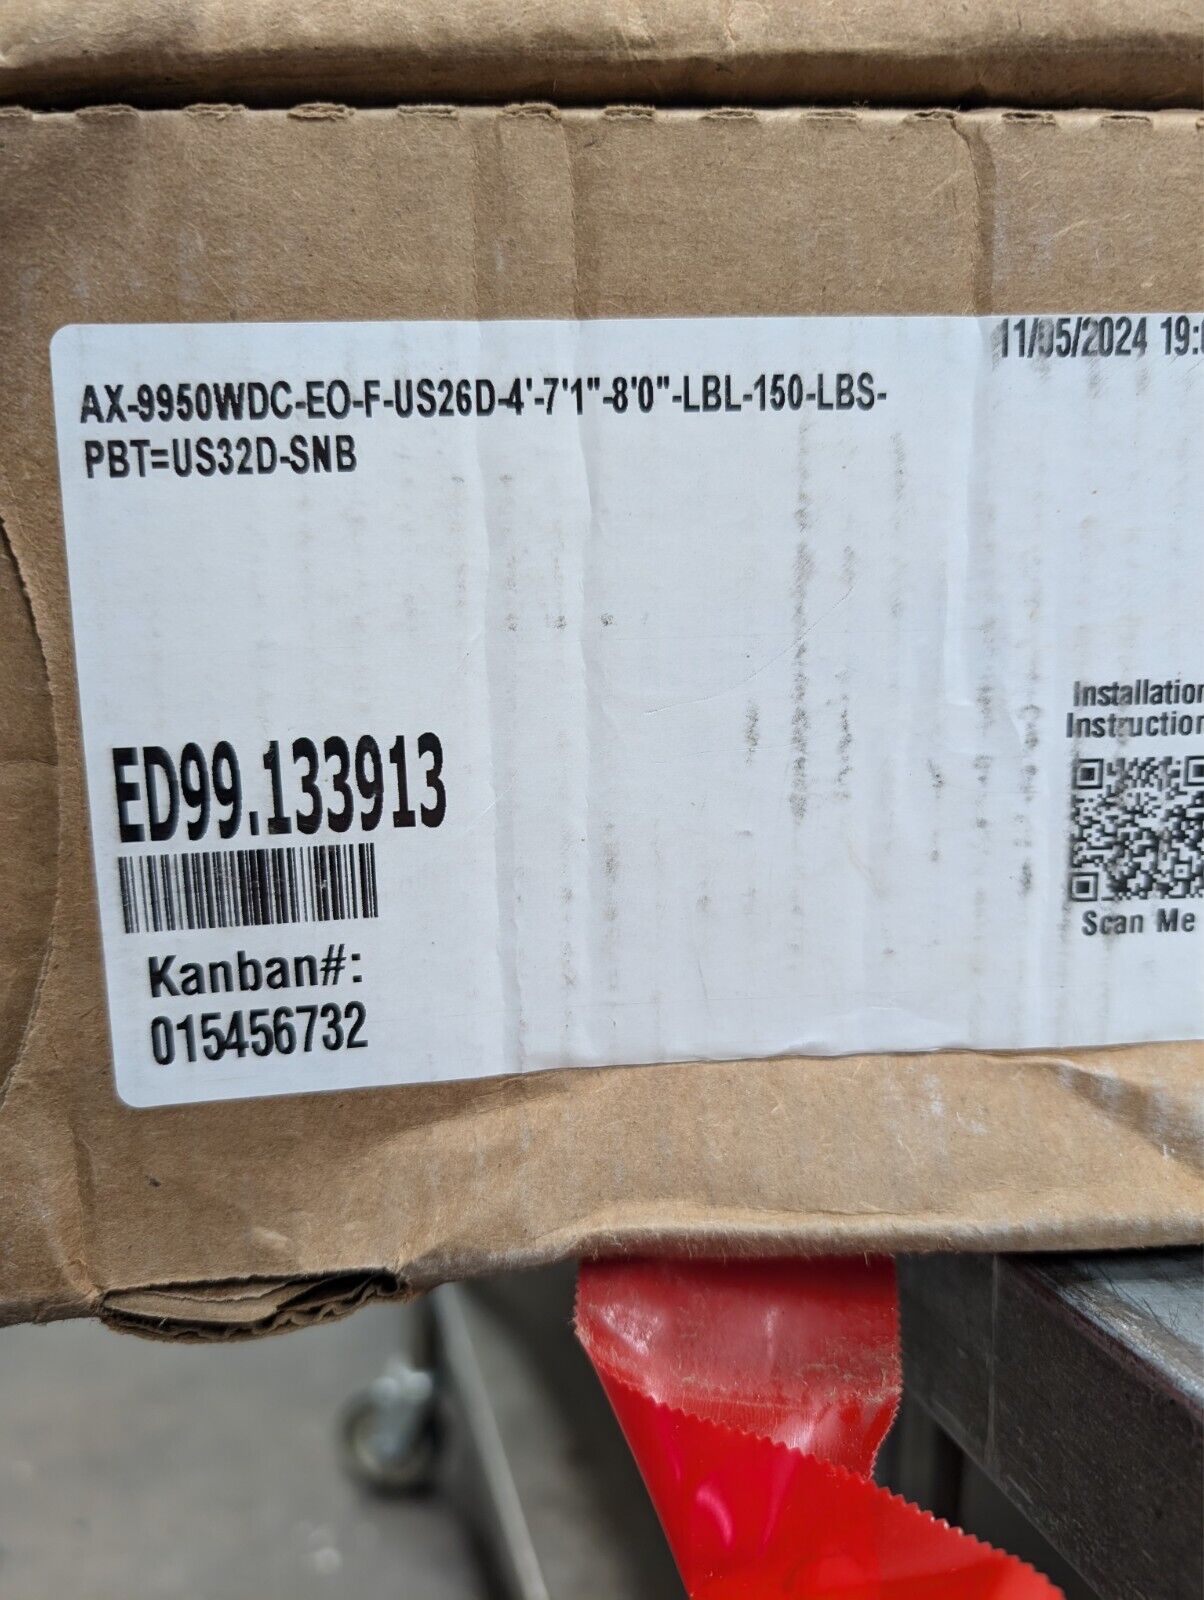 11/05/2024 19:
AX-9950WDC-EO-F-US26D-4'-7'1"-8'0"-LBL-150-LBS-
PBT=US32D-SNB
Installation
Instruction
ED99.133913
Scan Me
Kanban#:
015456732